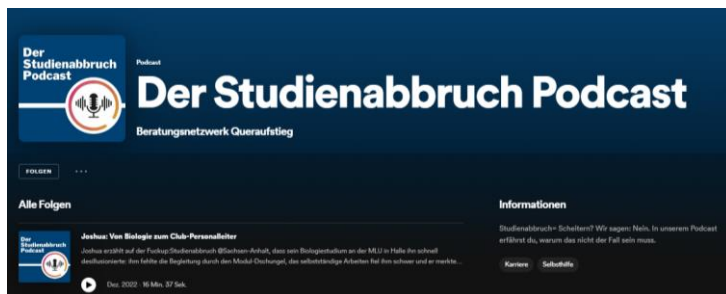 Der
Studienabbruch
Podcast
Podcast
Der Studienabbruch Podcast
Beratungsnetzwerk Queraufstieg
FOLGEN
Alle Folgen
Informationen
Der
Studienabbruch
Podcast
Joshua: Von Biologie zum Club-Personalleiter
Joshua erzählt auf der Fuckup:Studienabbruch @Sachsen-Anhalt, dass sein Biologiestudium an der MLU in Halle ihn schnell
desillusionierte: ihm fehlte die Begleitung durch den Modul-Dschungel, das selbstständige Arbeiten fiel ihm schwer und er merkte...
Dez. 2022 · 16 Min. 37 Sek.
Studienabbruch= Scheitern? Wir sagen: Nein. In unserem Podcast
erfährst du, warum das nicht der Fall sein muss.
Karriere
Selbsthilfe